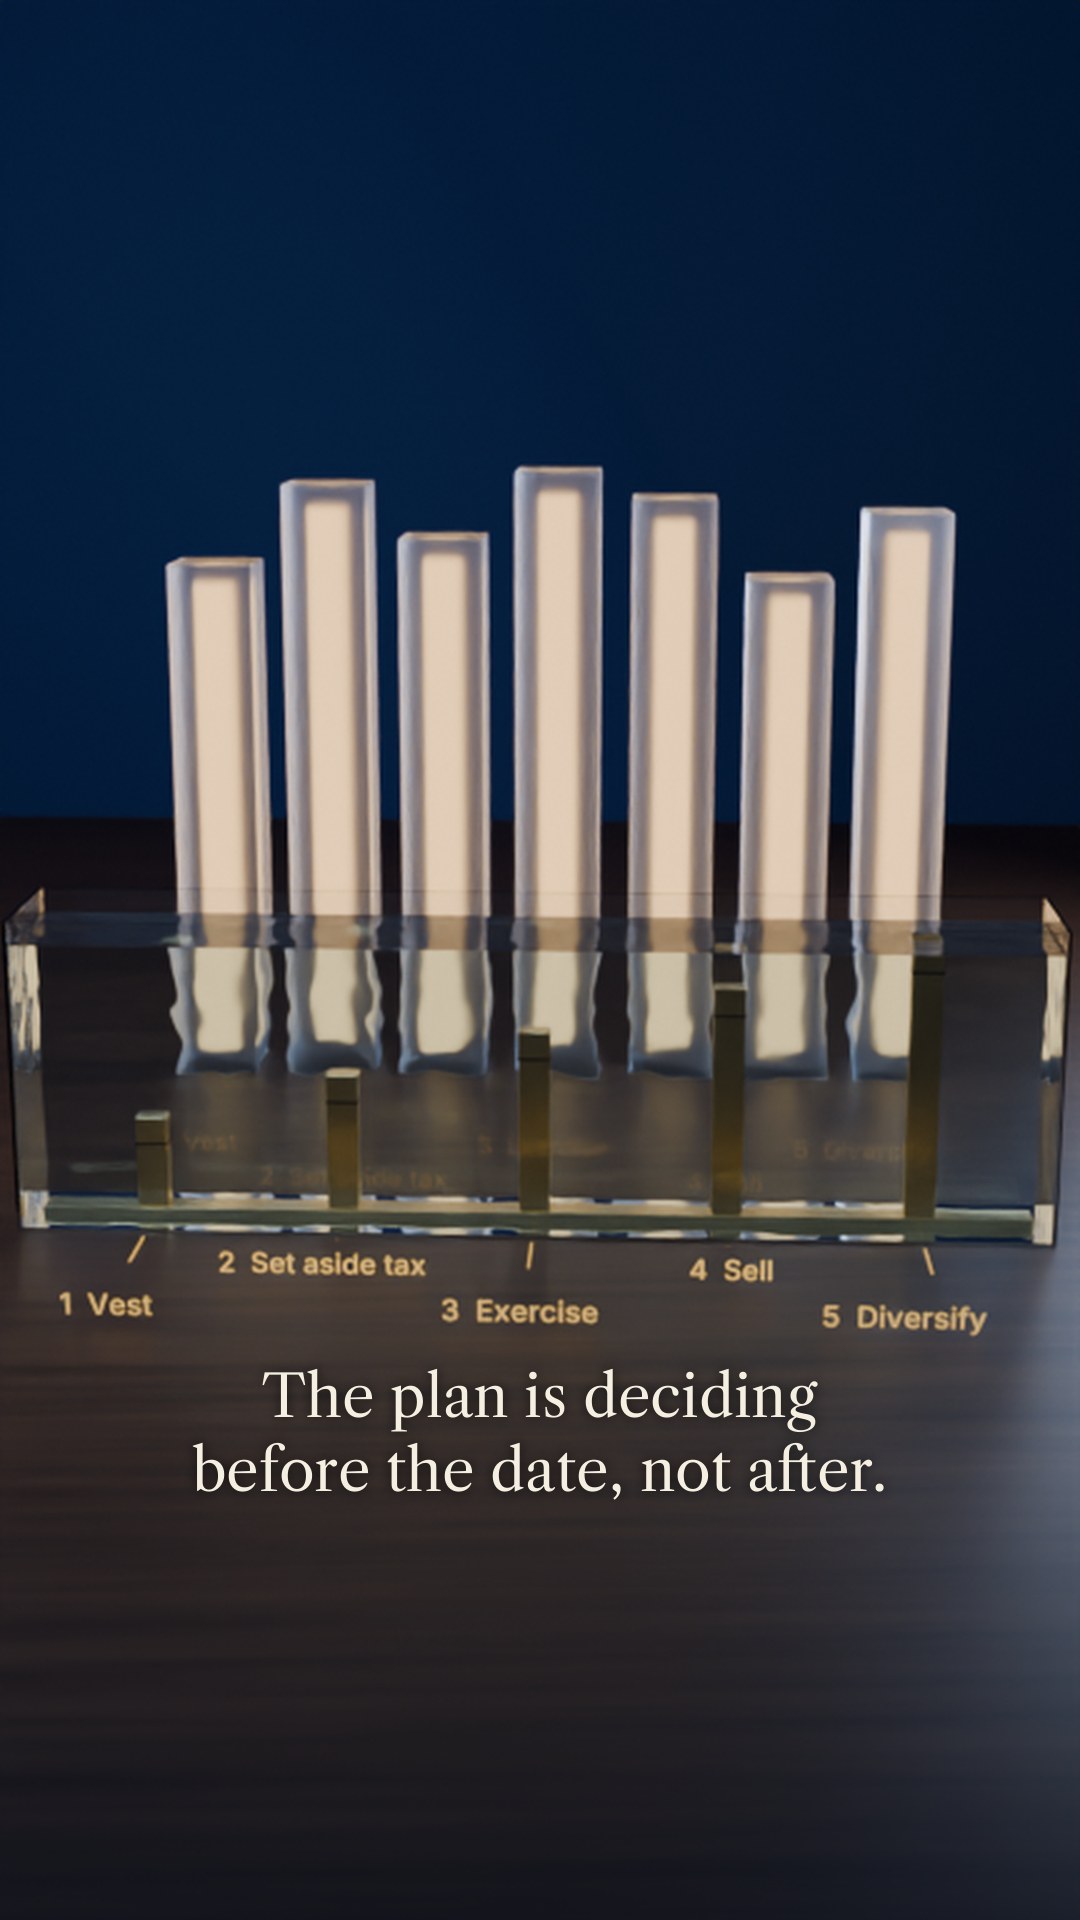 1 Vest
2 Set aside tax
3 Exercise
4 Sell
5 Diversify
The plan is deciding
before the date, not after.